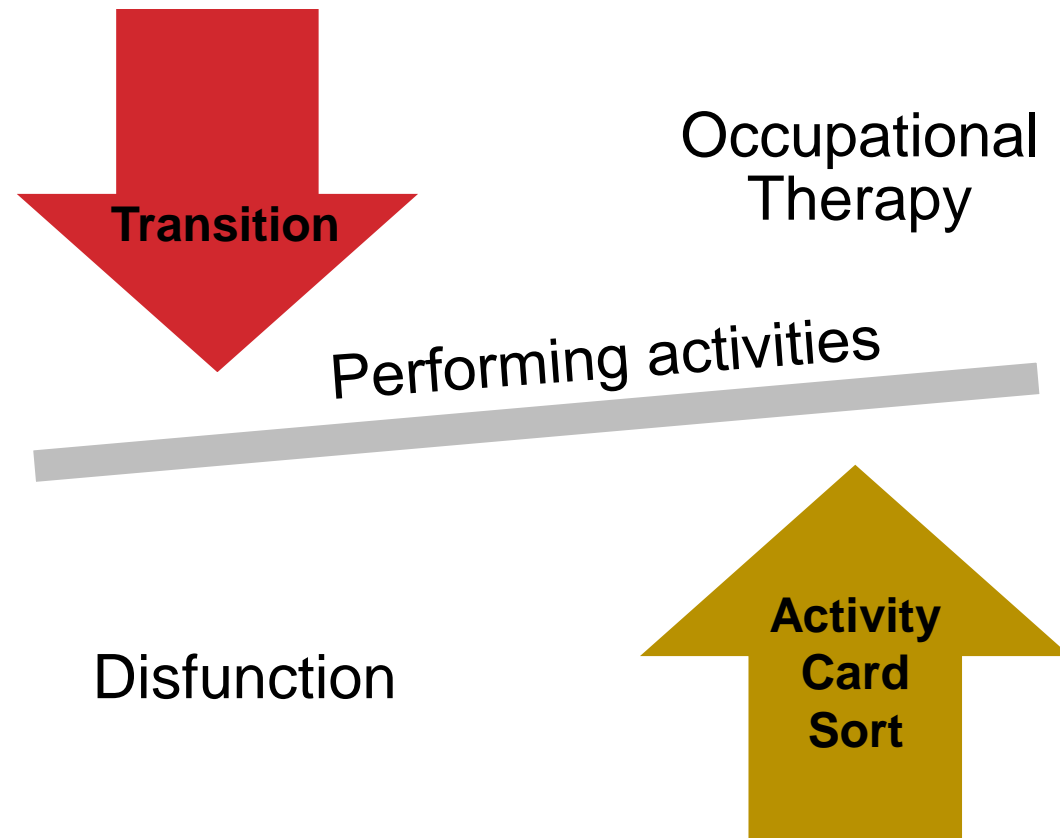 Occupational
Therapy
Transition
Performing activities
Activity
Card
Sort
Disfunction